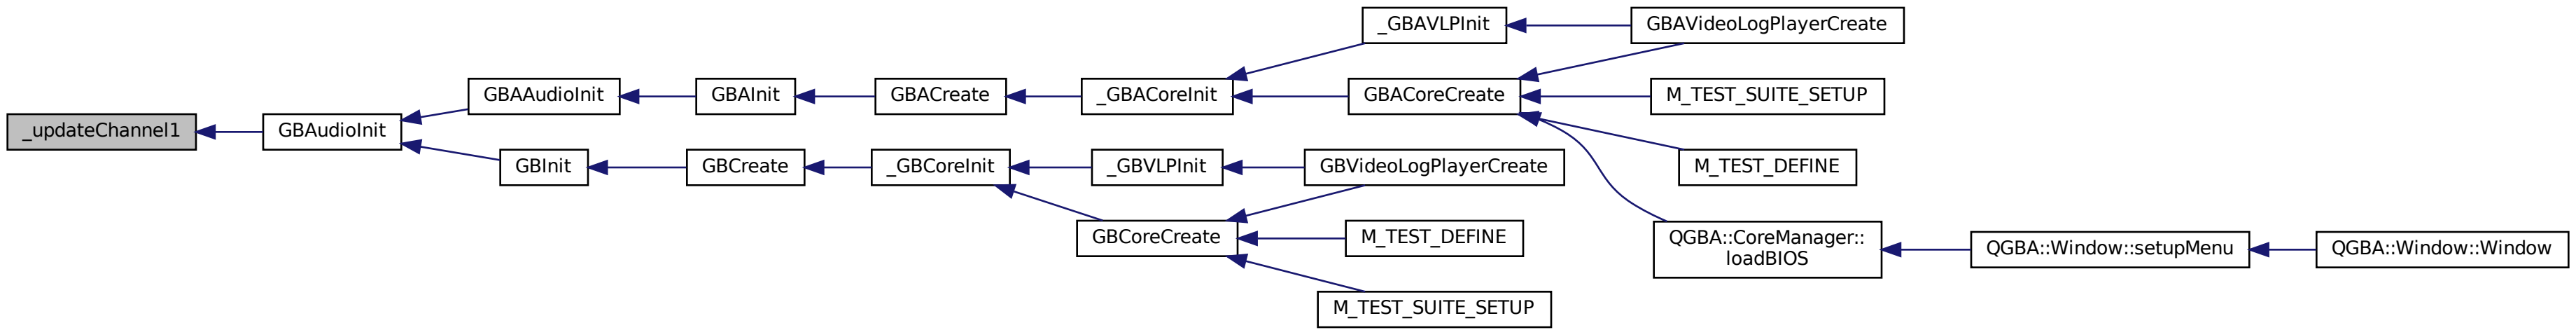 _updateChannel1
GBAudioInit
GBAAudioInit
GBAInit
GBACreate
_GBACoreInit
_GBAVLPInit
GBAVideoLogPlayerCreate
GBACoreCreate
M_TEST_SUITE_SETUP
M_TEST_DEFINE
QGBA::CoreManager::
loadBIOS
QGBA::Window::setupMenu
QGBA::Window::Window
GBInit
GBCreate
_GBCoreInit
_GBVLPInit
GBVideoLogPlayerCreate
GBCoreCreate
M_TEST_DEFINE
M_TEST_SUITE_SETUP